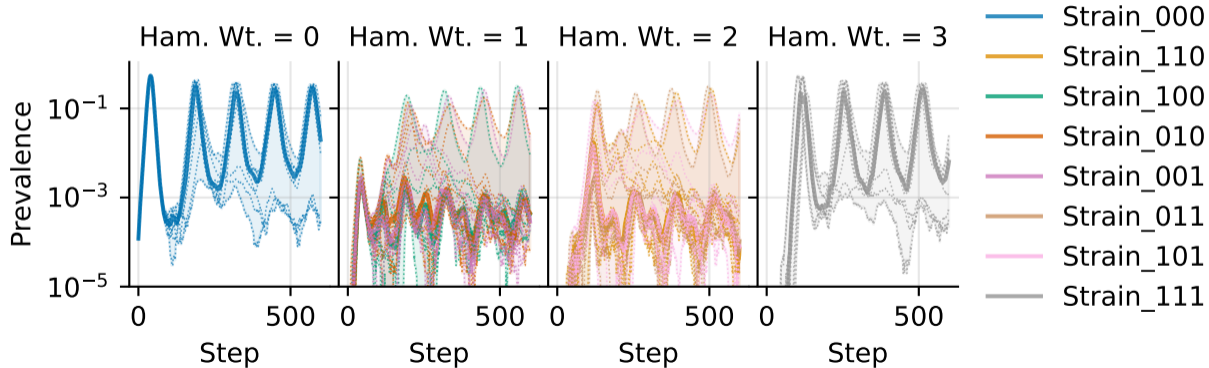 Ham. Wt. = 0 Ham. Wt. = 1 Ham. Wt. = 2 Ham. Wt. = 3
Prevalence
10⁻¹
10⁻³
10⁻⁵
0 500 0 500 0 500 0 500
Step Step Step Step
Strain_000
Strain_110
Strain_100
Strain_010
Strain_001
Strain_011
Strain_101
Strain_111